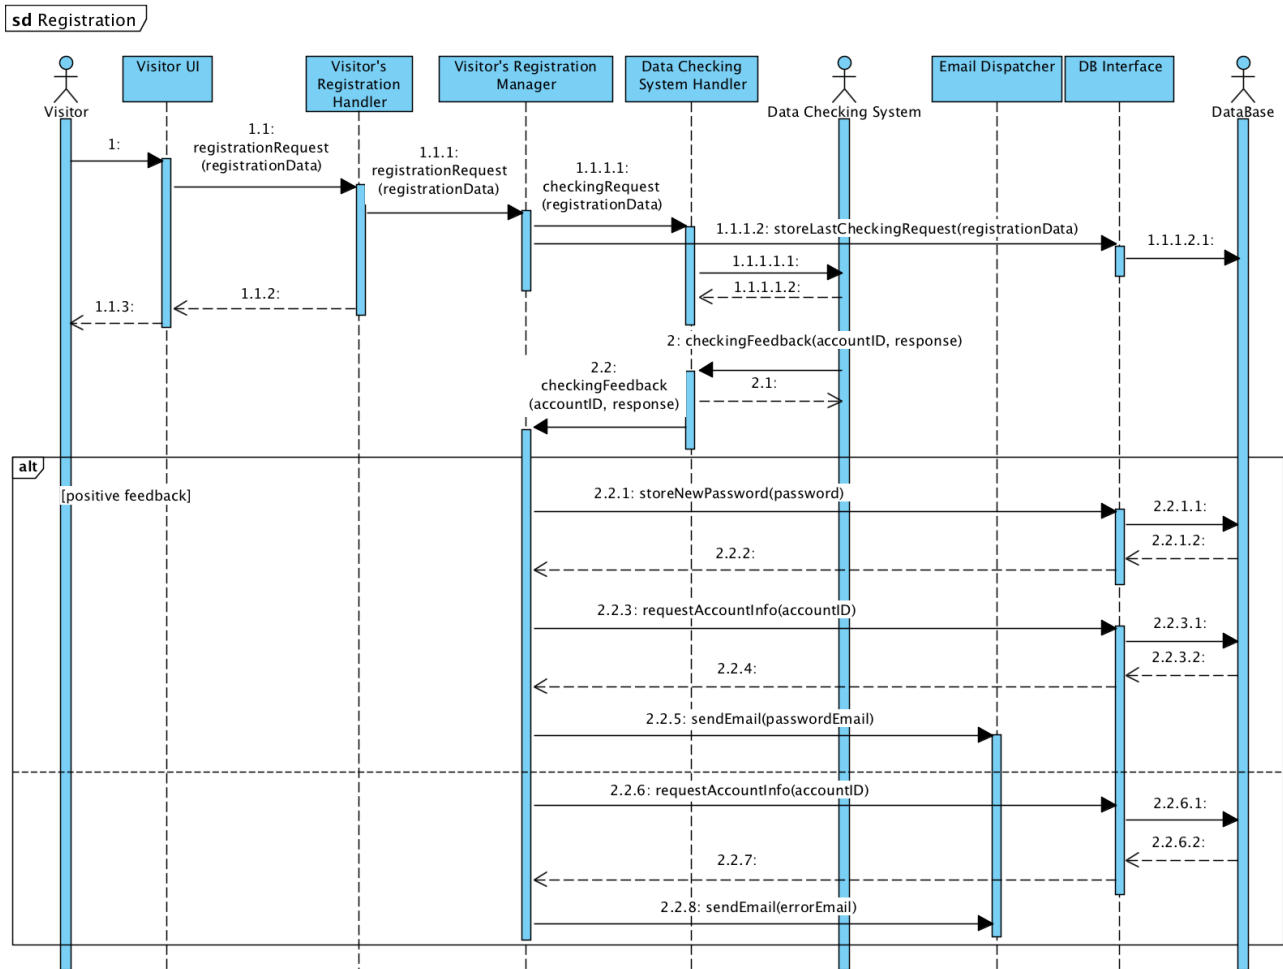 sd Registration
Visitor
Visitor UI
Visitor's
Registration
Handler
Visitor's Registration
Manager
Data Checking
System Handler
Data Checking System
Email Dispatcher
DB Interface
DataBase
1:
1.1:
registrationRequest
(registrationData)
1.1.1:
registrationRequest
(registrationData)
1.1.1.1:
checkingRequest
(registrationData)
1.1.1.2: storeLastCheckingRequest(registrationData)
1.1.1.2.1:
1.1.1.1.1:
1.1.1.1.2:
1.1.2:
1.1.3:
2: checkingFeedback(accountID, response)
2.1:
2.2:
checkingFeedback
(accountID, response)
alt
[positive feedback]
2.2.1: storeNewPassword(password)
2.2.1.1:
2.2.1.2:
2.2.2:
2.2.3: requestAccountInfo(accountID)
2.2.3.1:
2.2.3.2:
2.2.4:
2.2.5: sendEmail(passwordEmail)
2.2.6: requestAccountInfo(accountID)
2.2.6.1:
2.2.6.2:
2.2.7:
2.2.8: sendEmail(errorEmail)